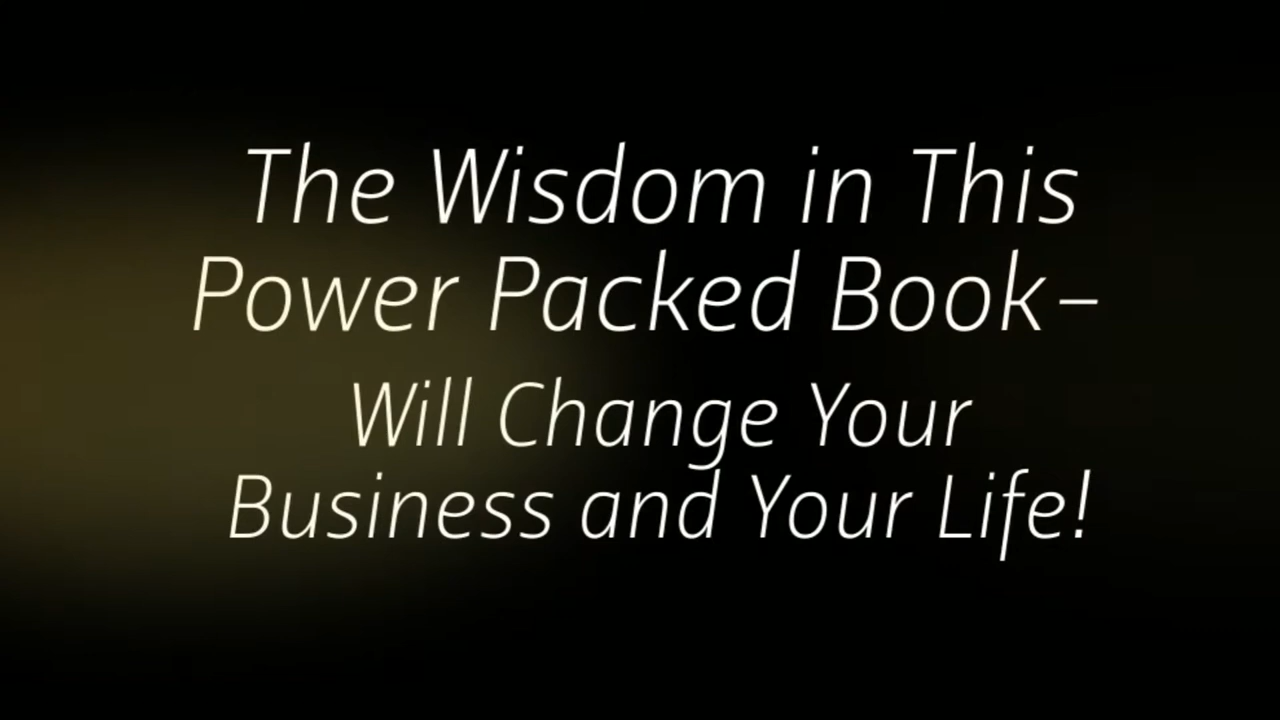 The Wisdom in This
Power Packed Book–
Will Change Your
Business and Your Life!